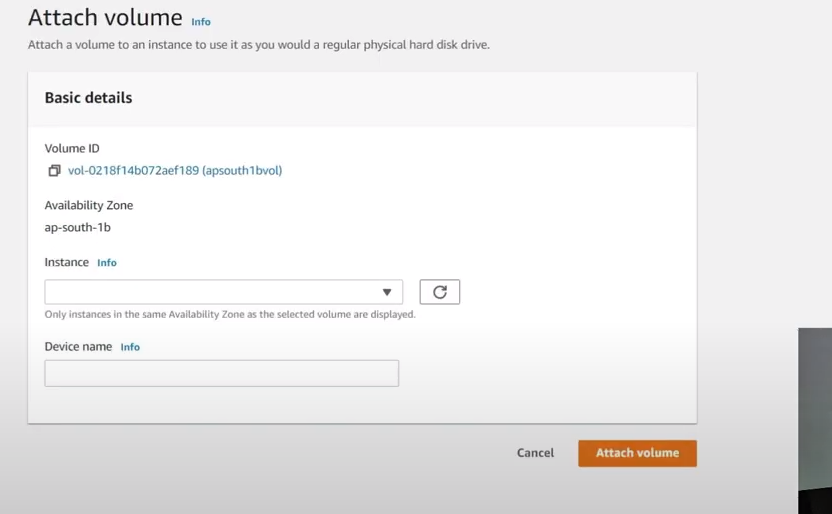 Attach volume Info
Attach a volume to an instance to use it as you would a regular physical hard disk drive.
Basic details
Volume ID
vol-0218f14b072aef189 (apsouth1bvol)
Availability Zone
ap-south-1b
Instance Info
Only instances in the same Availability Zone as the selected volume are displayed.
Device name Info
Cancel Attach volume